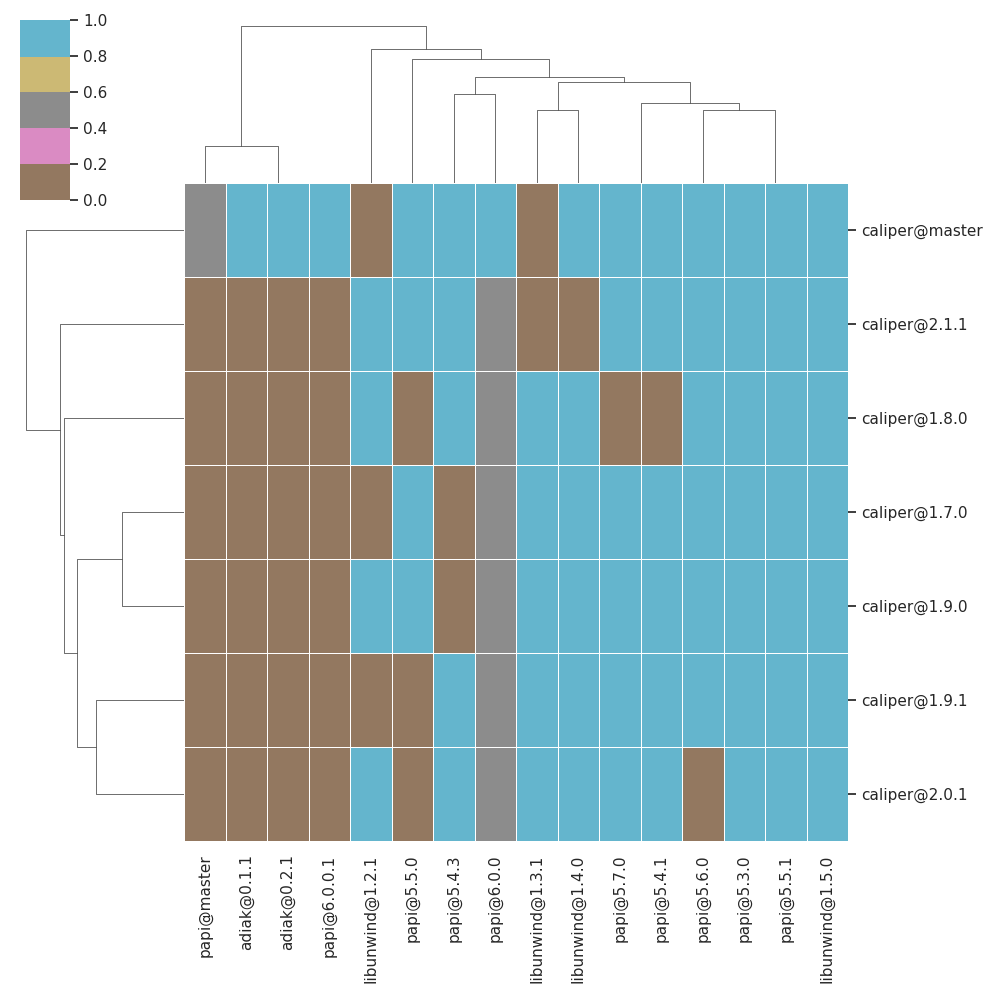 1.0
0.8
0.6
0.4
0.2
0.0
caliper@master
caliper@2.1.1
caliper@1.8.0
caliper@1.7.0
caliper@1.9.0
caliper@1.9.1
caliper@2.0.1
papi@master
adiak@0.1.1
adiak@0.2.1
papi@6.0.0.1
libunwind@1.2.1
papi@5.5.0
papi@5.4.3
papi@6.0.0
libunwind@1.3.1
libunwind@1.4.0
papi@5.7.0
papi@5.4.1
papi@5.6.0
papi@5.3.0
papi@5.5.1
libunwind@1.5.0